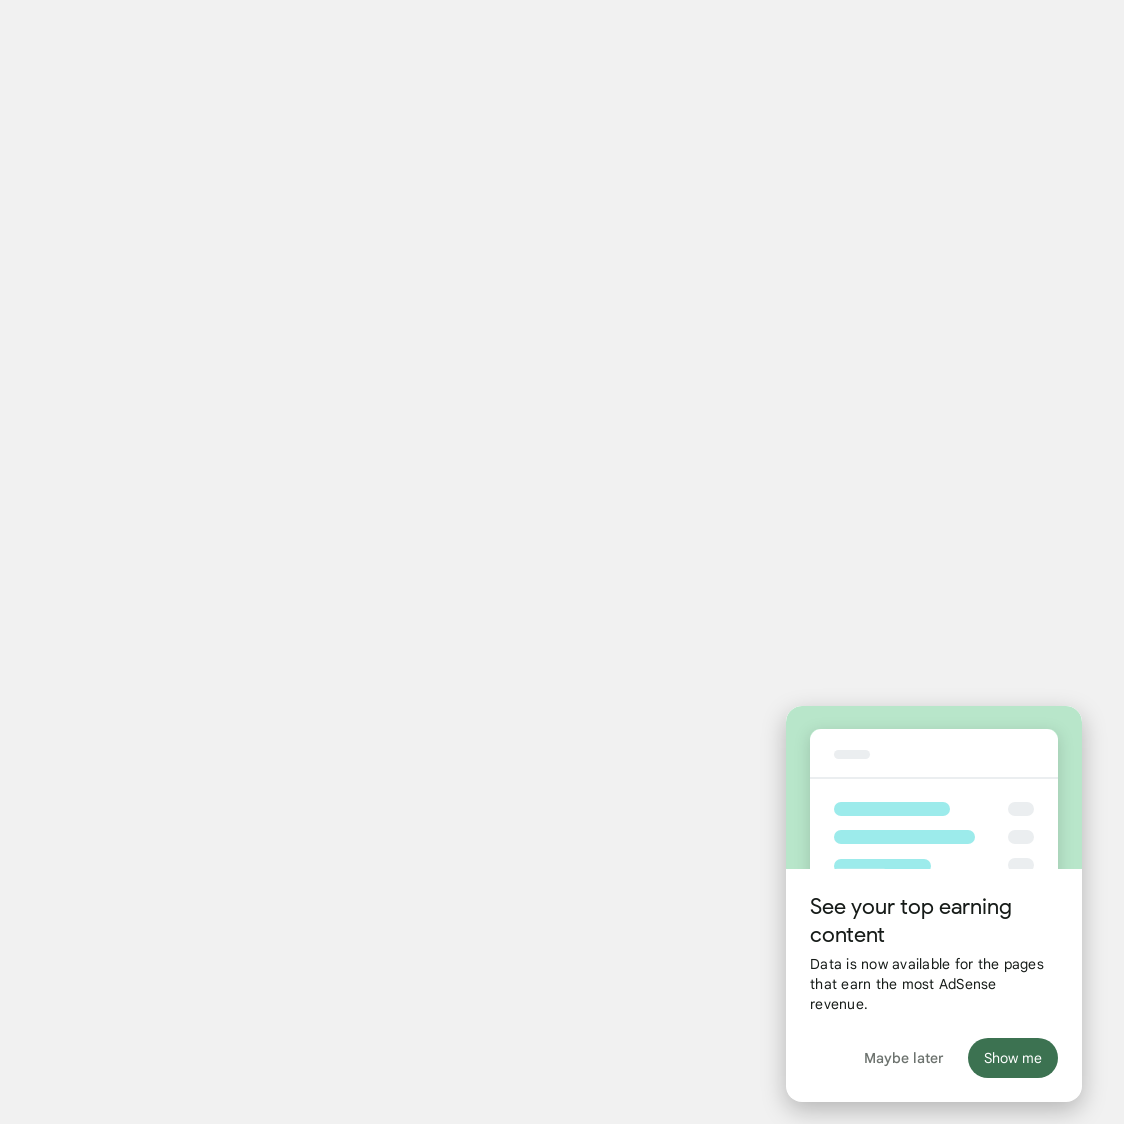 See your top earning
content
Data is now available for the pages
that earn the most AdSense
revenue.
Maybe later
Show me